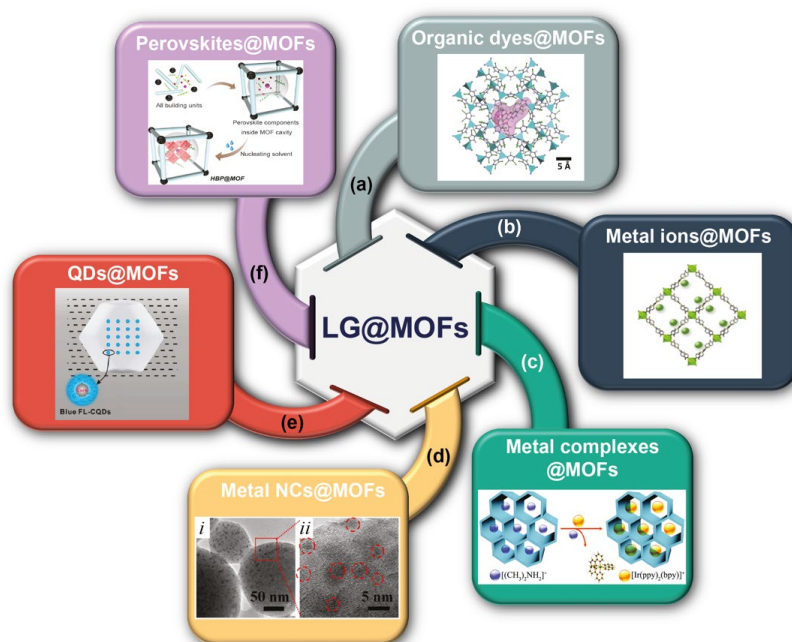 Perovskites@MOFs
All building units
Perovskite components
inside MOF cavity
Nucleating solvent
HBP@MOF
Organic dyes@MOFs
5 Å
(a)
(b)
Metal ions@MOFs
(f)
QDs@MOFs
Blue FL-CQDs
LG@MOFs
(c)
(e)
(d)
Metal complexes
@MOFs
[(CH3)2NH2]+
[Ir(ppy)2(bpy)]+
Metal NCs@MOFs
i
ii
50 nm
5 nm